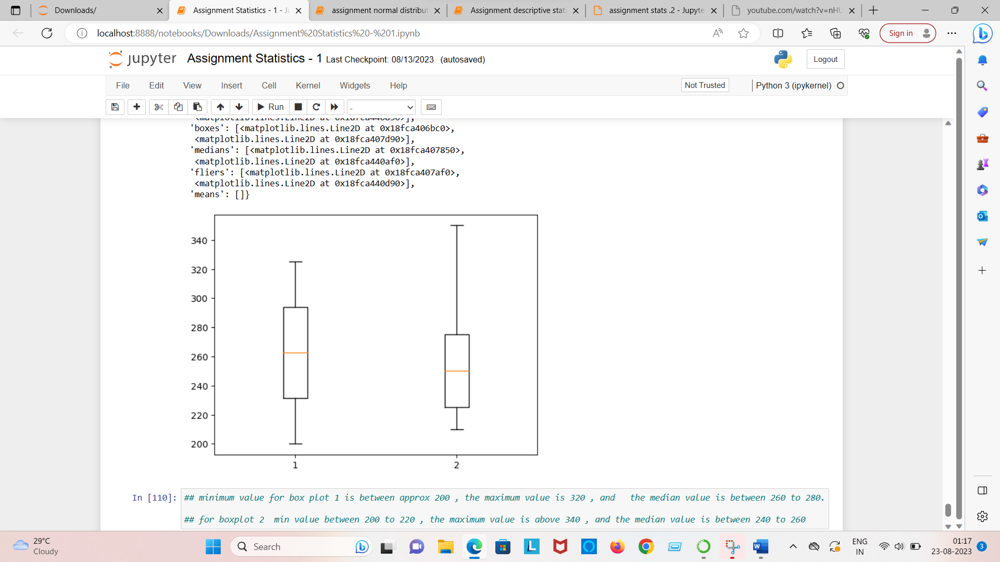 Downloads/
Assignment Statistics - 1 - Ju
assignment normal distribut
Assignment descriptive stati
assignment stats .2 - Jupyte
youtube.com/watch?v=nHU
localhost:8888/notebooks/Downloads/Assignment%20Statistics%20-%201.ipynb
Sign in
jupyter Assignment Statistics - 1 Last Checkpoint: 08/13/2023 (autosaved)
Logout
File Edit View Insert Cell Kernel Widgets Help
Not Trusted
Python 3 (ipykernel)
Run
-
<matplotlib.lines.Line2D at 0x18fca440890>],
'boxes': [<matplotlib.lines.Line2D at 0x18fca406bc0>,
<matplotlib.lines.Line2D at 0x18fca407d90>],
'medians': [<matplotlib.lines.Line2D at 0x18fca407850>,
<matplotlib.lines.Line2D at 0x18fca440af0>],
'fliers': [<matplotlib.lines.Line2D at 0x18fca407af0>,
<matplotlib.lines.Line2D at 0x18fca440d90>],
'means': []}
340
320
300
280
260
240
220
200
1 2
In [110]: ## minimum value for box plot 1 is between approx 200 , the maximum value is 320 , and the median value is between 260 to 280.
## for boxplot 2 min value between 200 to 220 , the maximum value is above 340 , and the median value is between 240 to 260
29°C
Cloudy
Search
ENG
IN
01:17
23-08-2023
3